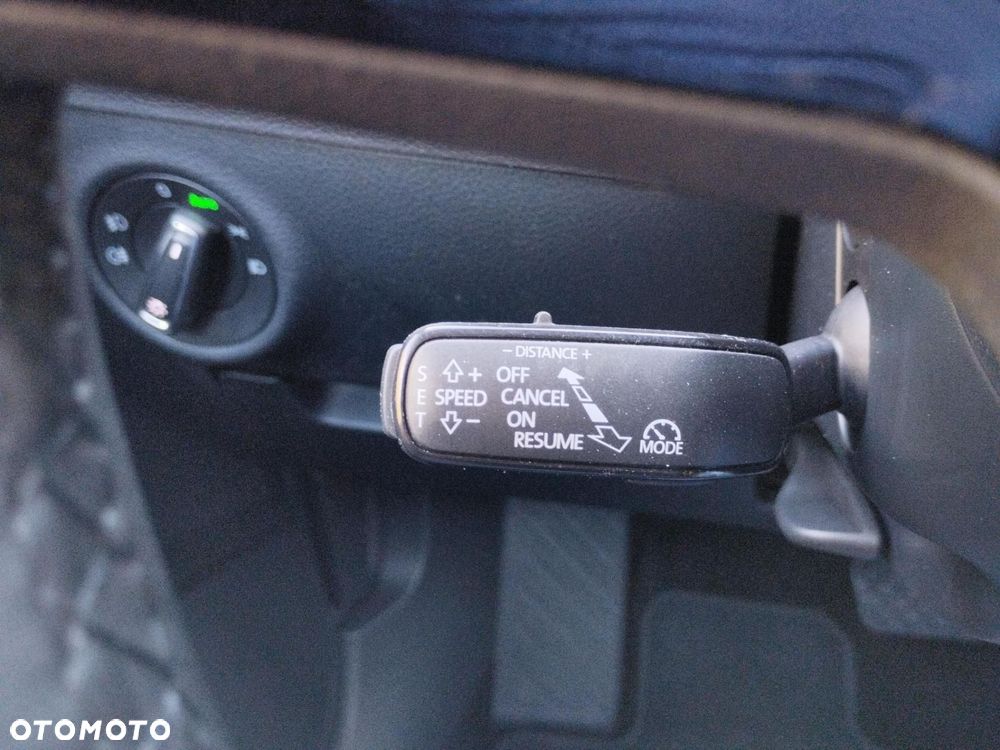 - DISTANCE +
S + OFF
E SPEED CANCEL
T - ON
RESUME
MODE
OTOMOTO